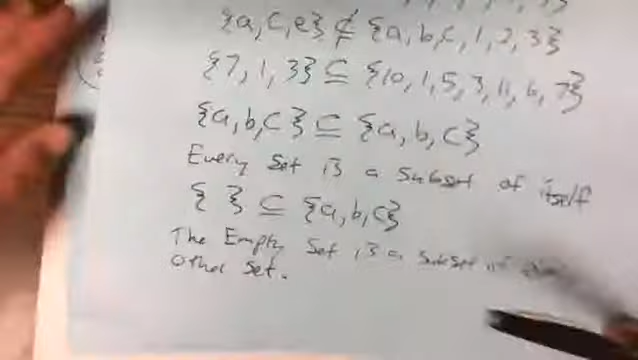 {a, c, e} ⊈ {a, b, c, 1, 2, 3}
{7, 1, 3} ⊆ {10, 1, 5, 3, 11, 6, 7}
{a, b, c} ⊆ {a, b, c}
Every Set is a subset of itself
{ } ⊆ {a, b, c}
The Empty Set is a subset of
other set.